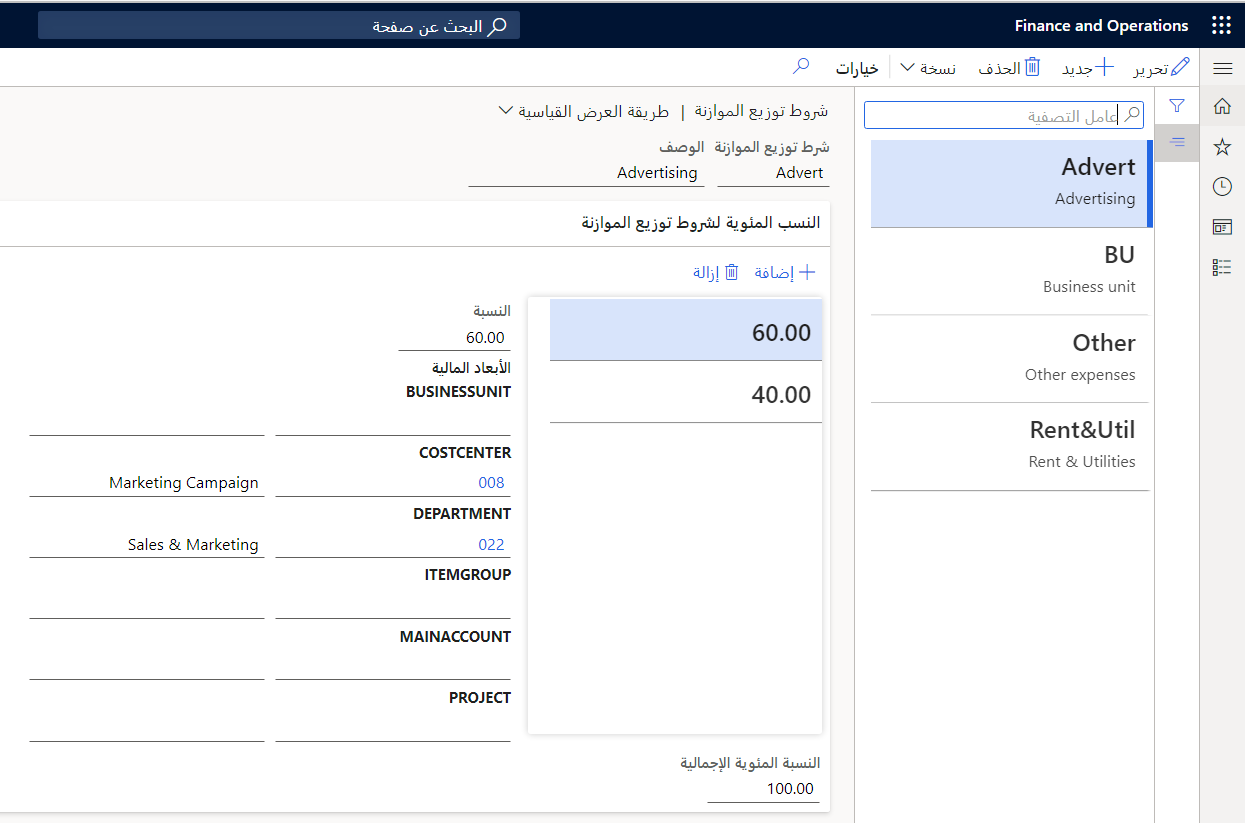 Finance and Operations
البحث عن صفحة
تحرير
جديد
الحذف
نسخة
خيارات
عامل التصفية
Advert
Advertising
BU
Business unit
Other
Other expenses
Rent&Util
Rent & Utilities
شروط توزيع الموازنة | طريقة العرض القياسية
شرط توزيع الموازنة
الوصف
Advert
Advertising
النسب المئوية لشروط توزيع الموازنة
إضافة
إزالة
60.00
40.00
النسبة
60.00
الأبعاد المالية
BUSINESSUNIT
COSTCENTER
008
Marketing Campaign
DEPARTMENT
022
Sales & Marketing
ITEMGROUP
MAINACCOUNT
PROJECT
النسبة المئوية الإجمالية
100.00